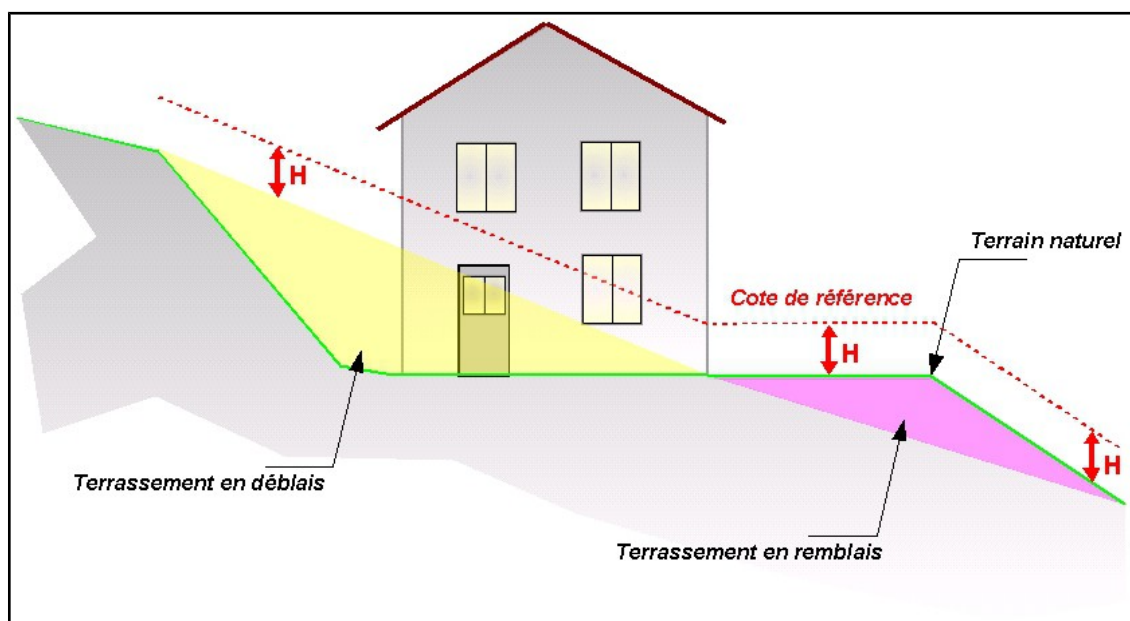 H
Terrain naturel
Cote de référence
H
H
Terrassement en déblais
Terrassement en remblais